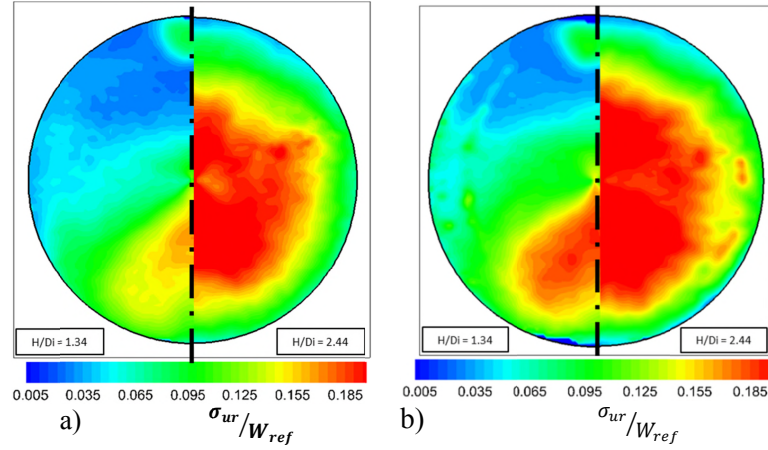 H/Di = 1.34
H/Di = 2.44
0.005 0.035 0.065 0.095 0.125 0.155 0.185
a)
σur/Wref
H/Di = 1.34
H/Di = 2.44
0.005 0.035 0.065 0.095 0.125 0.155 0.185
b)
σur/Wref